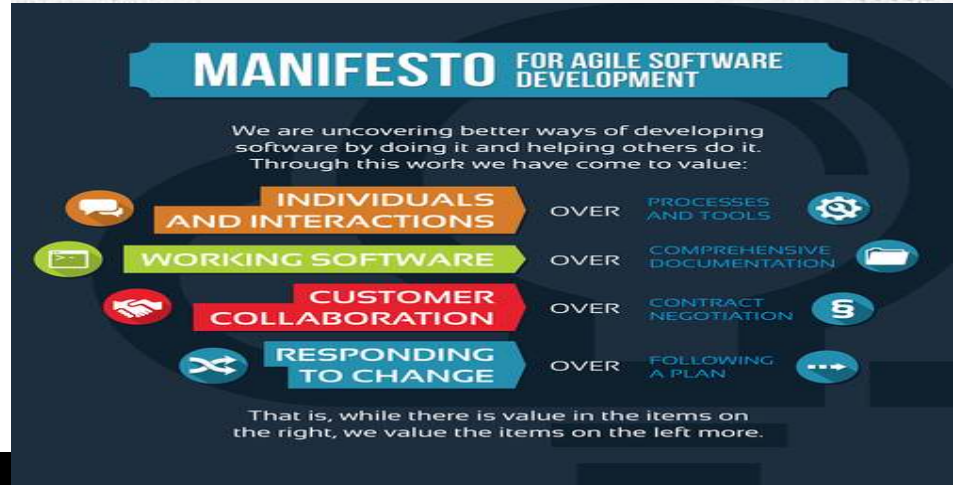 MANIFESTO FOR AGILE SOFTWARE DEVELOPMENT
We are uncovering better ways of developing
software by doing it and helping others do it.
Through this work we have come to value:
INDIVIDUALS AND INTERACTIONS OVER PROCESSES AND TOOLS
WORKING SOFTWARE OVER COMPREHENSIVE DOCUMENTATION
CUSTOMER COLLABORATION OVER CONTRACT NEGOTIATION
RESPONDING TO CHANGE OVER FOLLOWING A PLAN
That is, while there is value in the items on
the right, we value the items on the left more.